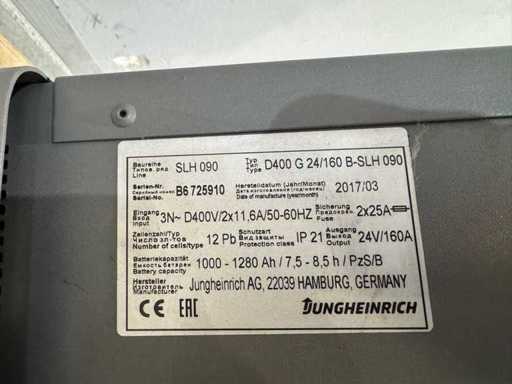 Baureihe Типов. ряд Line SLH 090 Typ Тип Type D400 G 24/160 B-SLH 090
Serien-Nr. Серийный номер Serial-No. B6 725910 Herstelldatum (Jahr/Monat) Дата изготовления (год/месяц) Date of manufacture (year/month) 2017/03
Eingang Вход Input 3N~ D400V/2x11,6A/50-60HZ Sicherung Предохран. Fuse 2x25A
Zellenzahl/Typ Число эл-тов Number of cells/type 12 Pb Schutzart Вид защиты Protection class IP 21 Ausgang Выход Output 24V/160A
Batteriekapazität Емкость батареи Battery capacity 1000 - 1280 Ah / 7,5 - 8,5 h / PzS/B
Hersteller Изготовитель Manufacturer Jungheinrich AG, 22039 HAMBURG, GERMANY
CE EAC JUNGHEINRICH